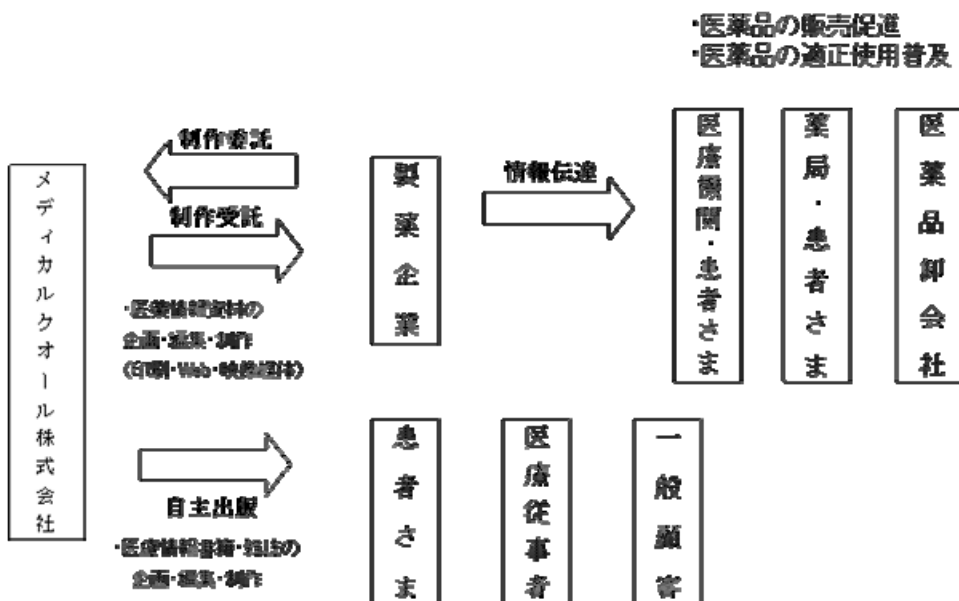 ・医薬品の販売促進
・医薬品の適正使用普及
メディカルクオール株式会社
制作委託
制作受託
・医薬情報資材の
企画・編集・制作
(印刷・Web・映像媒体)
製薬企業
情報伝達
医療機関・患者さま
薬局・患者さま
医薬品卸会社
自主出版
・医療情報書籍・雑誌の
企画・編集・制作
患者さま
医療従事者
一般顧客